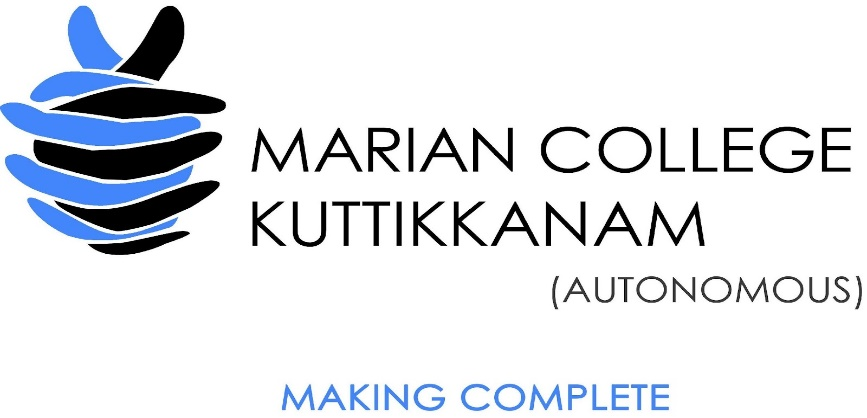 MARIAN COLLEGE
KUTTIKKANAM
(AUTONOMOUS)
MAKING COMPLETE